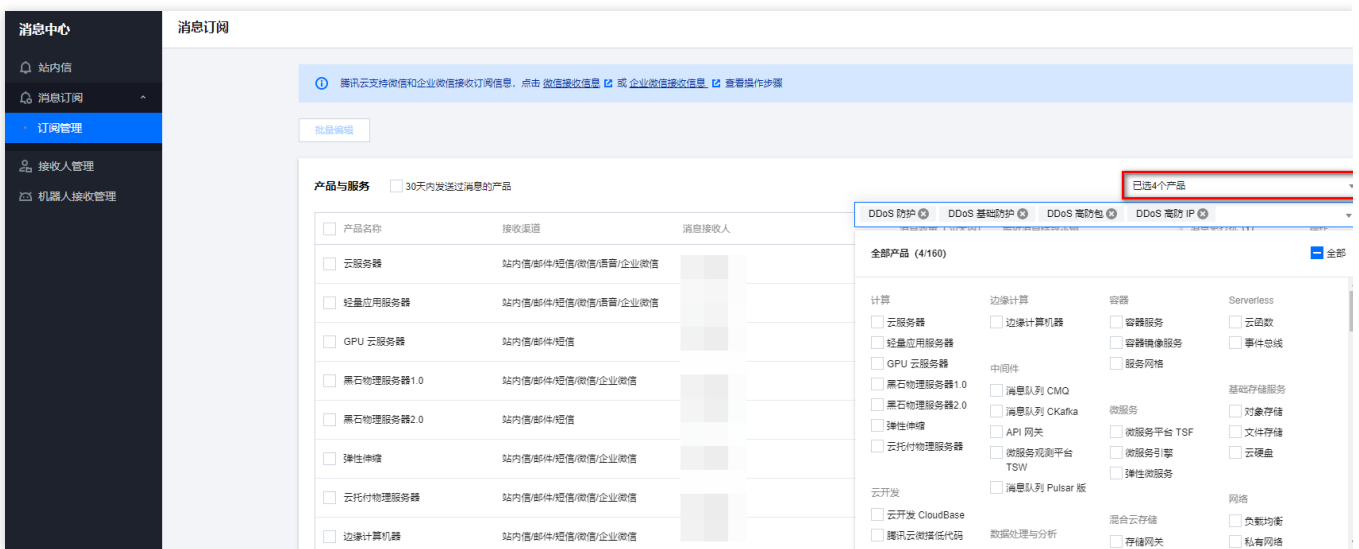 消息中心
站内信
消息订阅
订阅管理
接收人管理
机器人接收管理
消息订阅
腾讯云支持微信和企业微信接收订阅信息，点击 微信接收信息 或 企业微信接收信息 查看操作步骤
批量编辑
产品与服务 30天内发送过消息的产品
已选4个产品
产品名称 接收渠道 消息接收人
云服务器 站内信/邮件/短信/微信/语音/企业微信
轻量应用服务器 站内信/邮件/短信/微信/语音/企业微信
GPU 云服务器 站内信/邮件/短信
黑石物理服务器1.0 站内信/邮件/短信/微信/企业微信
黑石物理服务器2.0 站内信/邮件/短信
弹性伸缩 站内信/邮件/短信/微信/企业微信
云托付物理服务器 站内信/邮件/短信/微信/企业微信
边缘计算机器 站内信/邮件/短信/微信/企业微信
DDoS 防护 DDoS 基础防护 DDoS 高防包 DDoS 高防 IP
全部产品 (4/160) 全部
计算
云服务器
轻量应用服务器
GPU 云服务器
黑石物理服务器1.0
黑石物理服务器2.0
弹性伸缩
云托付物理服务器
云开发
云开发 CloudBase
腾讯云微搭低代码
边缘计算
边缘计算机器
中间件
消息队列 CMQ
消息队列 CKafka
API 网关
微服务观测平台
TSW
消息队列 Pulsar 版
数据处理与分析
容器
容器服务
容器镜像服务
服务网格
微服务
微服务平台 TSF
微服务引擎
弹性微服务
混合云存储
存储网关
Serverless
云函数
事件总线
基础存储服务
对象存储
文件存储
云硬盘
网络
负载均衡
私有网络